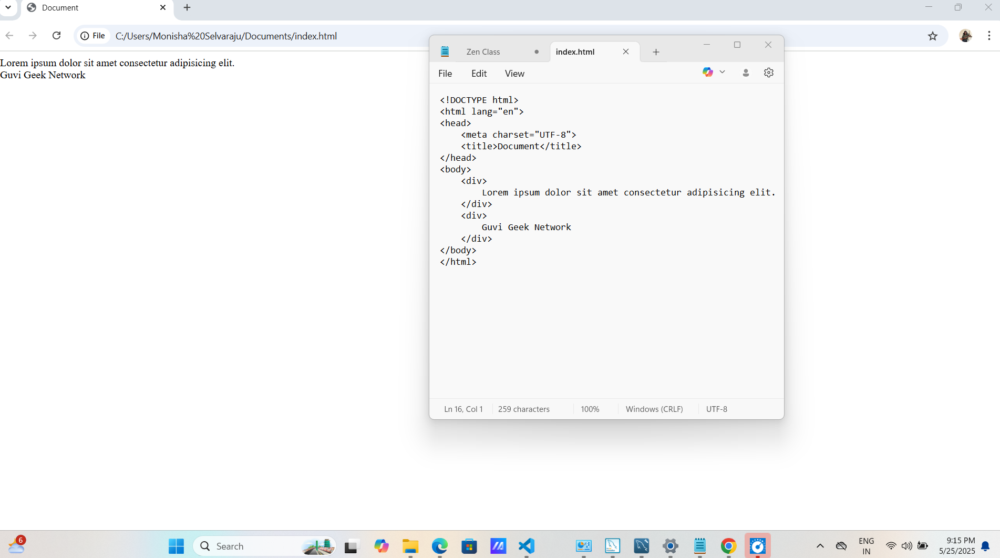 Document
File C:/Users/Monisha%20Selvaraju/Documents/index.html
Lorem ipsum dolor sit amet consectetur adipisicing elit.
Guvi Geek Network
Zen Class
index.html
File Edit View
<!DOCTYPE html>
<html lang="en">
<head>
    <meta charset="UTF-8">
    <title>Document</title>
</head>
<body>
    <div>
        Lorem ipsum dolor sit amet consectetur adipisicing elit.
    </div>
    <div>
        Guvi Geek Network
    </div>
</body>
</html>
Ln 16, Col 1 259 characters 100% Windows (CRLF) UTF-8
6
Search
ENG
IN
9:15 PM
5/25/2025